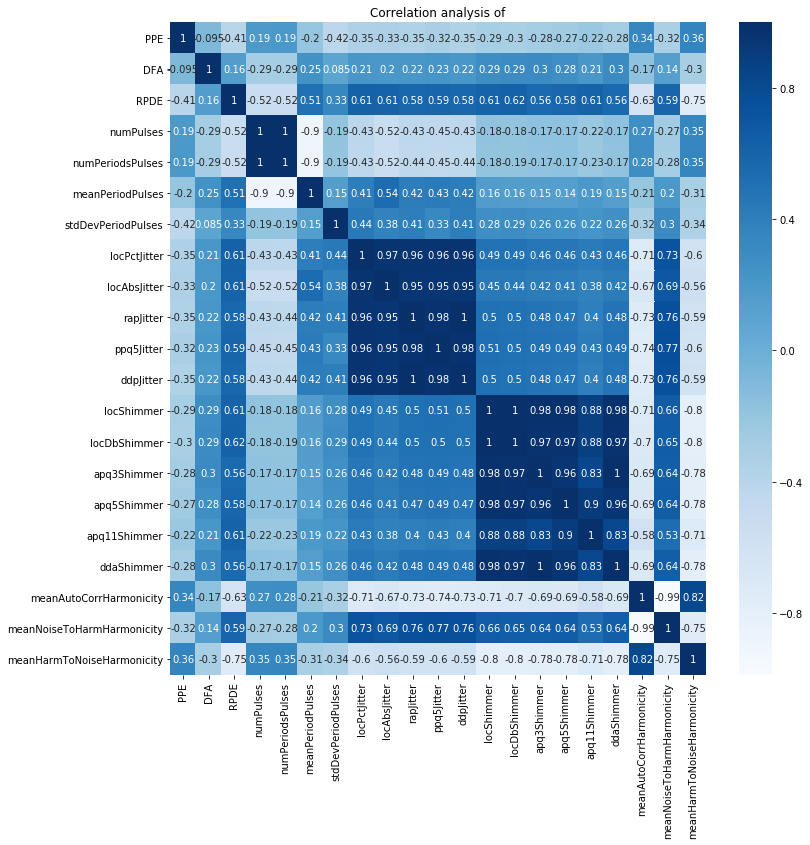 Correlation analysis of
PPE 1 -0.095 -0.41 0.19 0.19 -0.2 -0.42 -0.35 -0.33 -0.35 -0.32 -0.35 -0.29 -0.3 -0.28 -0.27 -0.22 -0.28 0.34 -0.32 0.36
DFA -0.095 1 0.16 -0.29 -0.29 0.25 0.085 0.21 0.2 0.22 0.23 0.22 0.29 0.29 0.3 0.28 0.21 0.3 -0.17 0.14 -0.3
RPDE -0.41 0.16 1 -0.52 -0.52 0.51 0.33 0.61 0.61 0.58 0.59 0.58 0.61 0.62 0.56 0.58 0.61 0.56 -0.63 0.59 -0.75
numPulses 0.19 -0.29 -0.52 1 1 -0.9 -0.19 -0.43 -0.52 -0.43 -0.45 -0.43 -0.18 -0.18 -0.17 -0.17 -0.22 -0.17 0.27 -0.27 0.35
numPeriodsPulses 0.19 -0.29 -0.52 1 1 -0.9 -0.19 -0.43 -0.52 -0.44 -0.45 -0.44 -0.18 -0.19 -0.17 -0.17 -0.23 -0.17 0.28 -0.28 0.35
meanPeriodPulses -0.2 0.25 0.51 -0.9 -0.9 1 0.15 0.41 0.54 0.42 0.43 0.42 0.16 0.16 0.15 0.14 0.19 0.15 -0.21 0.2 -0.31
stdDevPeriodPulses -0.42 0.085 0.33 -0.19 -0.19 0.15 1 0.44 0.38 0.41 0.33 0.41 0.28 0.29 0.26 0.26 0.22 0.26 -0.32 0.3 -0.34
locPctJitter -0.35 0.21 0.61 -0.43 -0.43 0.41 0.44 1 0.97 0.96 0.96 0.96 0.49 0.49 0.46 0.46 0.43 0.46 -0.71 0.73 -0.6
locAbsJitter -0.33 0.2 0.61 -0.52 -0.52 0.54 0.38 0.97 1 0.95 0.95 0.95 0.45 0.44 0.42 0.41 0.38 0.42 -0.67 0.69 -0.56
rapJitter -0.35 0.22 0.58 -0.43 -0.44 0.42 0.41 0.96 0.95 1 0.98 1 0.5 0.5 0.48 0.47 0.4 0.48 -0.73 0.76 -0.59
ppq5Jitter -0.32 0.23 0.59 -0.45 -0.45 0.43 0.33 0.96 0.95 0.98 1 0.98 0.51 0.5 0.49 0.49 0.43 0.49 -0.74 0.77 -0.6
ddpJitter -0.35 0.22 0.58 -0.43 -0.44 0.42 0.41 0.96 0.95 1 0.98 1 0.5 0.5 0.48 0.47 0.4 0.48 -0.73 0.76 -0.59
locShimmer -0.29 0.29 0.61 -0.18 -0.18 0.16 0.28 0.49 0.45 0.5 0.51 0.5 1 1 0.98 0.98 0.88 0.98 -0.71 0.66 -0.8
locDbShimmer -0.3 0.29 0.62 -0.18 -0.19 0.16 0.29 0.49 0.44 0.5 0.5 0.5 1 1 0.97 0.97 0.88 0.97 -0.7 0.65 -0.8
apq3Shimmer -0.28 0.3 0.56 -0.17 -0.17 0.15 0.26 0.46 0.42 0.48 0.49 0.48 0.98 0.97 1 0.96 0.83 1 -0.69 0.64 -0.78
apq5Shimmer -0.27 0.28 0.58 -0.17 -0.17 0.14 0.26 0.46 0.41 0.47 0.49 0.47 0.98 0.97 0.96 1 0.9 0.96 -0.69 0.64 -0.78
apq11Shimmer -0.22 0.21 0.61 -0.22 -0.23 0.19 0.22 0.43 0.38 0.4 0.43 0.4 0.88 0.88 0.83 0.9 1 0.83 -0.58 0.53 -0.71
ddaShimmer -0.28 0.3 0.56 -0.17 -0.17 0.15 0.26 0.46 0.42 0.48 0.49 0.48 0.98 0.97 1 0.96 0.83 1 -0.69 0.64 -0.78
meanAutoCorrHarmonicity 0.34 -0.17 -0.63 0.27 0.28 -0.21 -0.32 -0.71 -0.67 -0.73 -0.74 -0.73 -0.71 -0.7 -0.69 -0.69 -0.58 -0.69 1 -0.99 0.82
meanNoiseToHarmHarmonicity -0.32 0.14 0.59 -0.27 -0.28 0.2 0.3 0.73 0.69 0.76 0.77 0.76 0.66 0.65 0.64 0.64 0.53 0.64 -0.99 1 -0.75
meanHarmToNoiseHarmonicity 0.36 -0.3 -0.75 0.35 0.35 -0.31 -0.34 -0.6 -0.56 -0.59 -0.6 -0.59 -0.8 -0.8 -0.78 -0.78 -0.71 -0.78 0.82 -0.75 1
PPE
DFA
RPDE
numPulses
numPeriodsPulses
meanPeriodPulses
stdDevPeriodPulses
locPctJitter
locAbsJitter
rapJitter
ppq5Jitter
ddpJitter
locShimmer
locDbShimmer
apq3Shimmer
apq5Shimmer
apq11Shimmer
ddaShimmer
meanAutoCorrHarmonicity
meanNoiseToHarmHarmonicity
meanHarmToNoiseHarmonicity
0.8
0.4
0.0
−0.4
−0.8